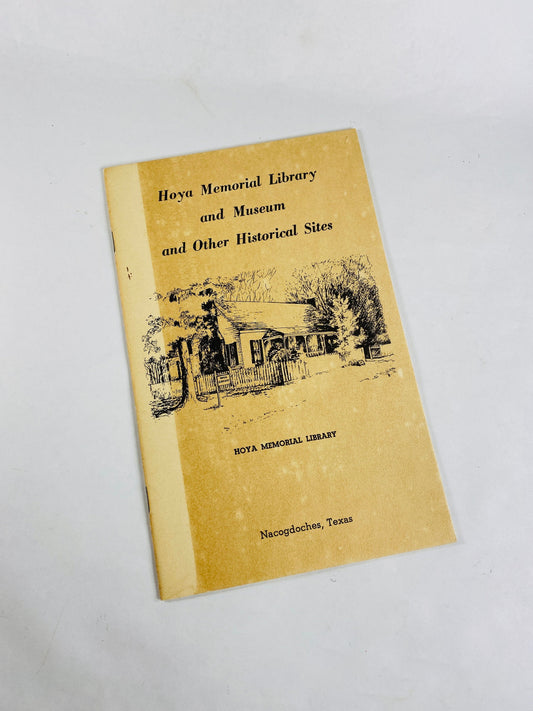 Hoya Memorial Library
and Museum
and Other Historical Sites
HOYA MEMORIAL LIBRARY
Nacogdoches, Texas